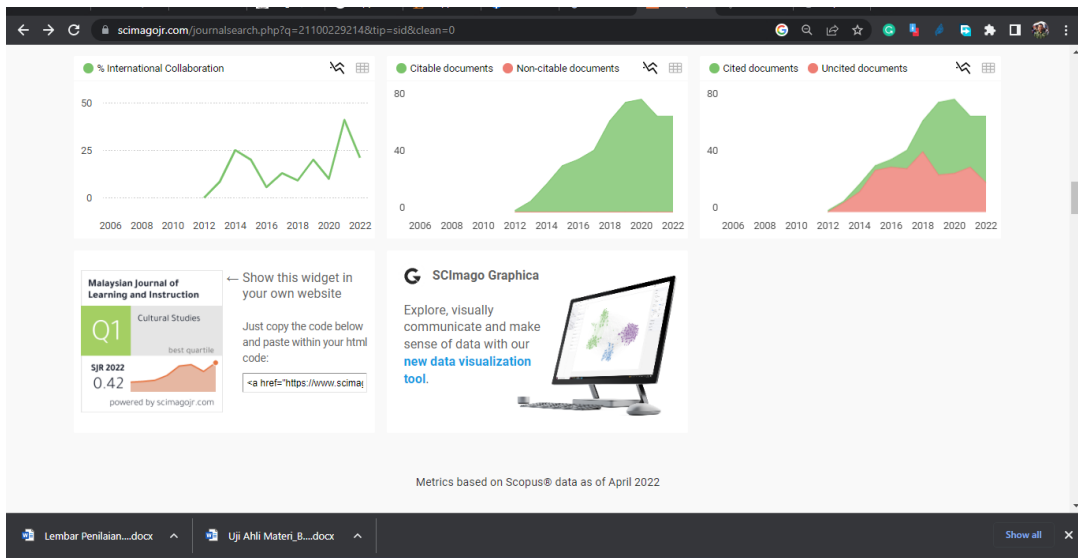 scimagojr.com/journalsearch.php?q=21100229214&tip=sid&clean=0
% International Collaboration
50
25
0
2006 2008 2010 2012 2014 2016 2018 2020 2022
Citable documents Non-citable documents
80
40
0
2006 2008 2010 2012 2014 2016 2018 2020 2022
Cited documents Uncited documents
80
40
0
2006 2008 2010 2012 2014 2016 2018 2020 2022
Malaysian Journal of
Learning and Instruction
Q1
Cultural Studies
best quartile
SJR 2022
0.42
powered by scimagojr.com
← Show this widget in
your own website
Just copy the code below
and paste within your html
code:
<a href="https://www.scimag
SCImago Graphica
Explore, visually
communicate and make
sense of data with our
new data visualization
tool.
Metrics based on Scopus® data as of April 2022
Lembar Penilaian....docx
Uji Ahli Materi_B....docx
Show all